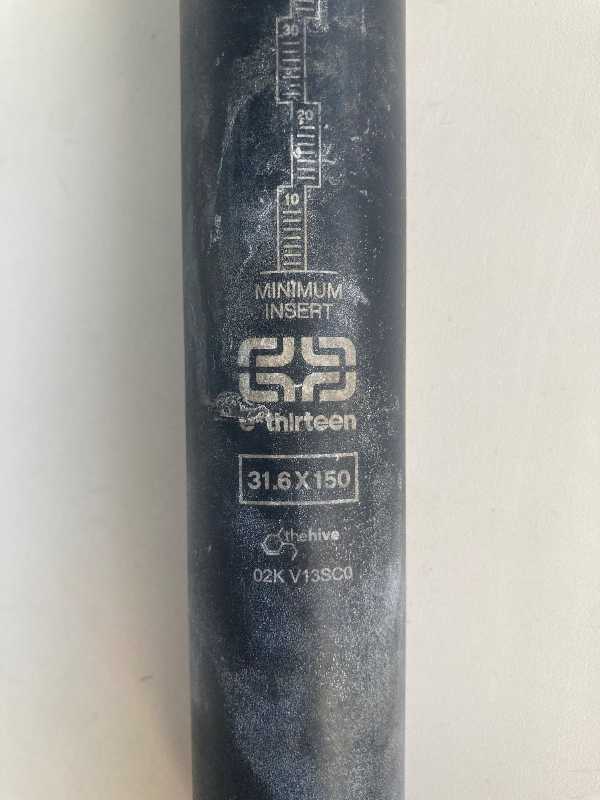 30
20
10
MINIMUM
INSERT
e*thirteen
31.6 X 150
thehive
02K V13SC0